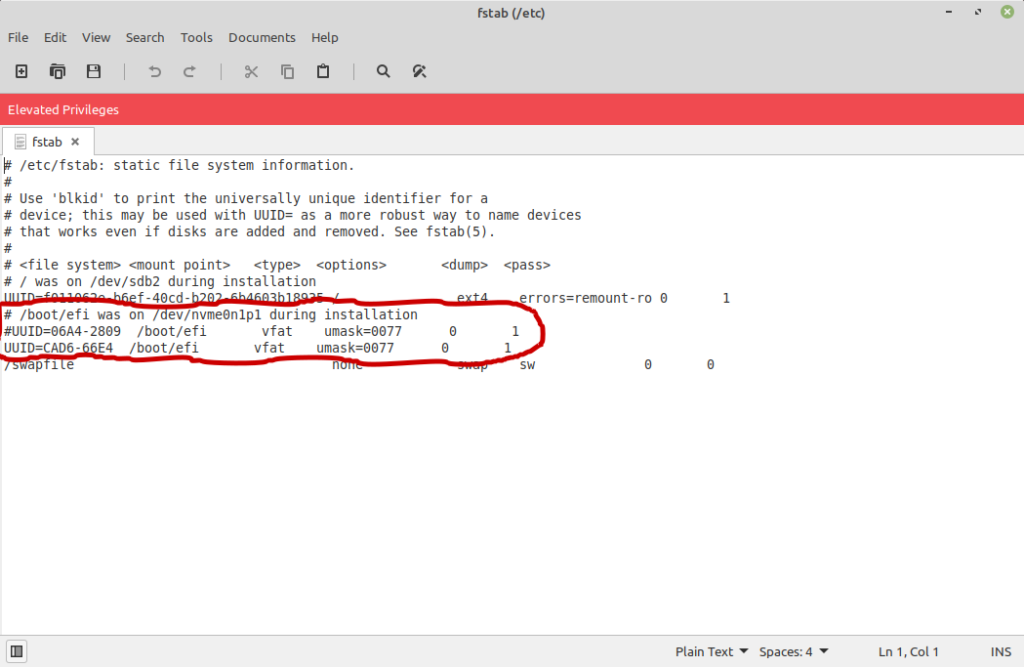 fstab (/etc)
File Edit View Search Tools Documents Help
Elevated Privileges
fstab
# /etc/fstab: static file system information.
#
# Use 'blkid' to print the universally unique identifier for a
# device; this may be used with UUID= as a more robust way to name devices
# that works even if disks are added and removed. See fstab(5).
#
# <file system> <mount point>   <type>  <options>       <dump>  <pass>
# / was on /dev/sdb2 during installation
/               ext4    errors=remount-ro 0       1
# /boot/efi was on /dev/nvme0n1p1 during installation
#UUID=06A4-2809  /boot/efi       vfat    umask=0077      0       1
UUID=CAD6-66E4  /boot/efi       vfat    umask=0077      0       1
/swapfile                                 none            swap    sw              0       0
Plain Text Spaces: 4 Ln 1, Col 1 INS